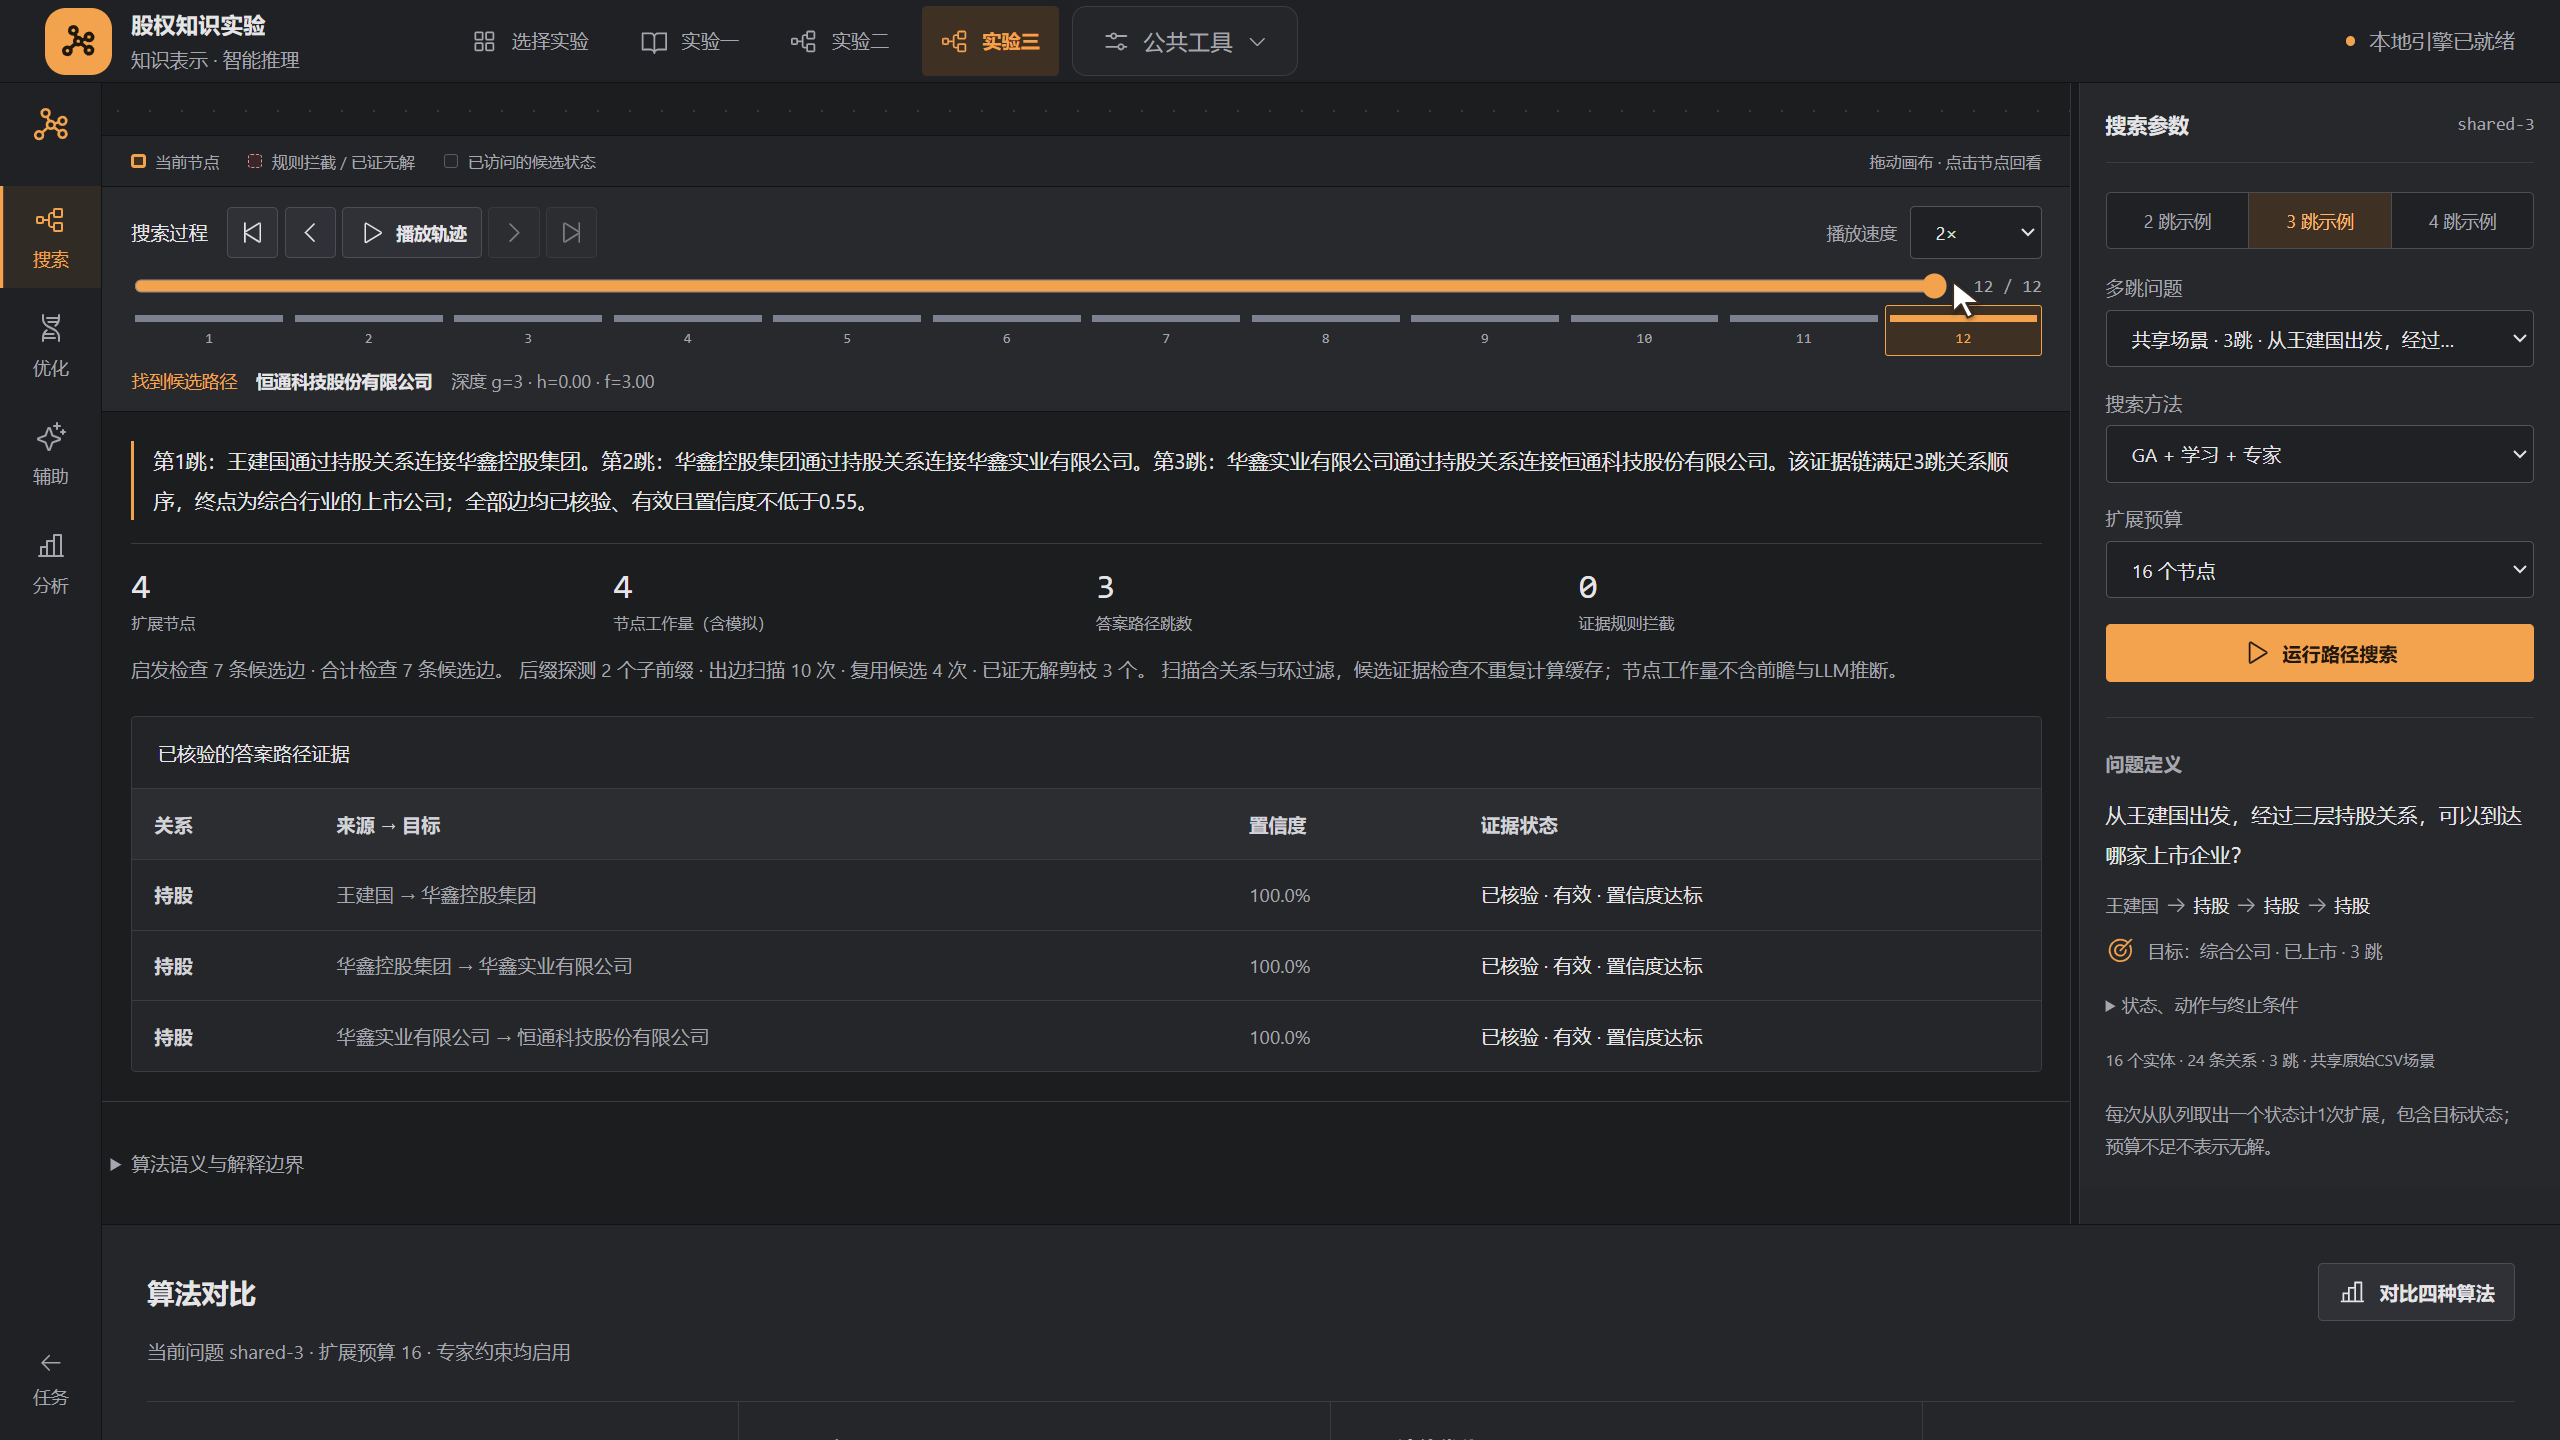 股权知识实验
知识表示 · 智能推理
选择实验
实验一
实验二
实验三
公共工具
本地引擎已就绪
搜索
优化
辅助
分析
任务
当前节点
规则拦截 / 已证无解
已访问的候选状态
拖动画布 · 点击节点回看
搜索过程
播放轨迹
播放速度
2×
12 / 12
1 2 3 4 5 6 7 8 9 10 11 12
找到候选路径 恒通科技股份有限公司 深度 g=3 · h=0.00 · f=3.00
第1跳：王建国通过持股关系连接华鑫控股集团。第2跳：华鑫控股集团通过持股关系连接华鑫实业有限公司。第3跳：华鑫实业有限公司通过持股关系连接恒通科技股份有限公司。该证据链满足3跳关系顺
序，终点为综合行业的上市公司；全部边均已核验、有效且置信度不低于0.55。
4
扩展节点
4
节点工作量（含模拟）
3
答案路径跳数
0
证据规则拦截
启发检查 7 条候选边 · 合计检查 7 条候选边。 后缀探测 2 个子前缀 · 出边扫描 10 次 · 复用候选 4 次 · 已证无解剪枝 3 个。 扫描含关系与环过滤，候选证据检查不重复计算缓存；节点工作量不含前瞻与LLM推断。
已核验的答案路径证据
关系 来源 → 目标 置信度 证据状态
持股 王建国 → 华鑫控股集团 100.0% 已核验 · 有效 · 置信度达标
持股 华鑫控股集团 → 华鑫实业有限公司 100.0% 已核验 · 有效 · 置信度达标
持股 华鑫实业有限公司 → 恒通科技股份有限公司 100.0% 已核验 · 有效 · 置信度达标
算法语义与解释边界
算法对比
对比四种算法
当前问题 shared-3 · 扩展预算 16 · 专家约束均启用
搜索参数
shared-3
2 跳示例
3 跳示例
4 跳示例
多跳问题
共享场景 · 3跳 · 从王建国出发，经过...
搜索方法
GA + 学习 + 专家
扩展预算
16 个节点
运行路径搜索
问题定义
从王建国出发，经过三层持股关系，可以到达
哪家上市企业？
王建国 → 持股 → 持股 → 持股
目标：综合公司 · 已上市 · 3 跳
状态、动作与终止条件
16 个实体 · 24 条关系 · 3 跳 · 共享原始CSV场景
每次从队列取出一个状态计1次扩展，包含目标状态；
预算不足不表示无解。